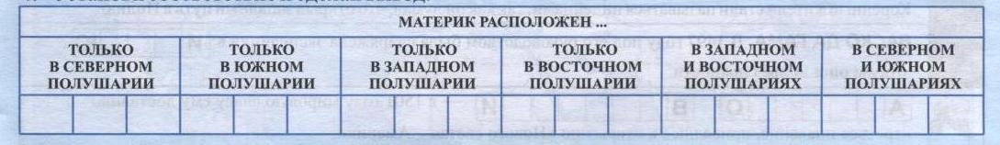 МАТЕРИК РАСПОЛОЖЕН ...
ТОЛЬКО
В СЕВЕРНОМ
ПОЛУШАРИИ
ТОЛЬКО
В ЮЖНОМ
ПОЛУШАРИИ
ТОЛЬКО
В ЗАПАДНОМ
ПОЛУШАРИИ
ТОЛЬКО
В ВОСТОЧНОМ
ПОЛУШАРИИ
В ЗАПАДНОМ
И ВОСТОЧНОМ
ПОЛУШАРИЯХ
В СЕВЕРНОМ
И ЮЖНОМ
ПОЛУШАРИЯХ